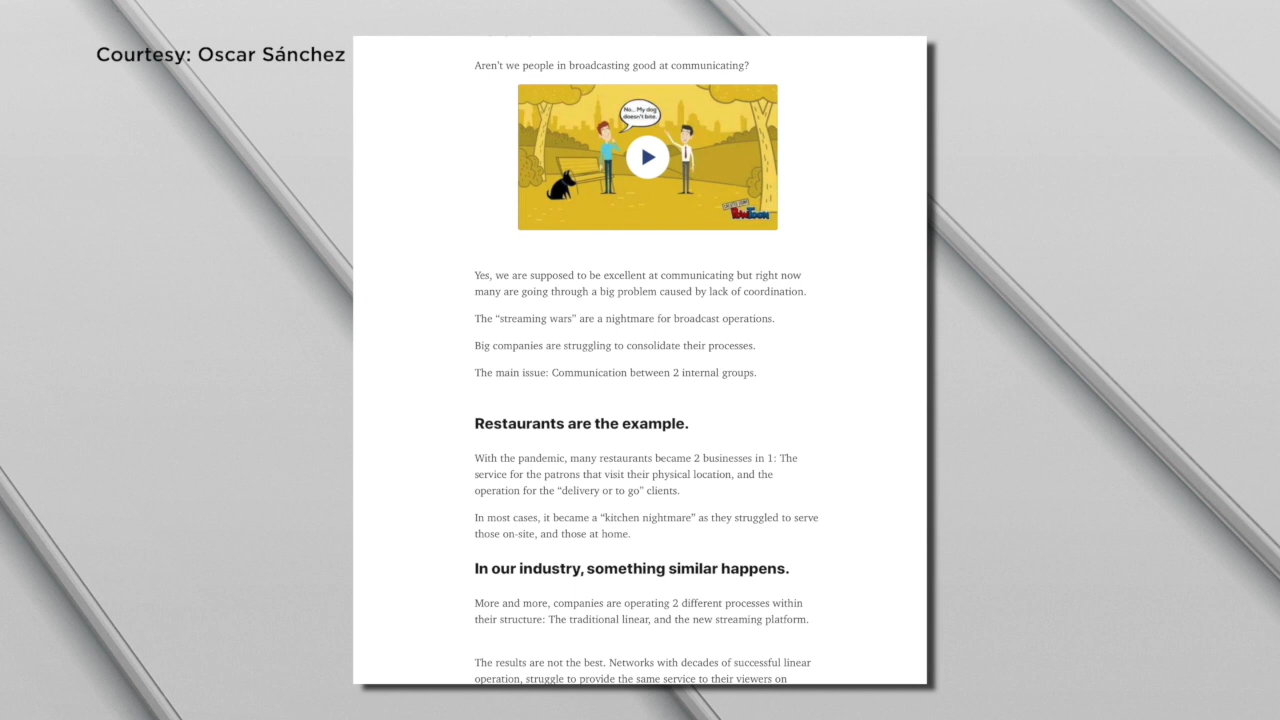 Courtesy: Oscar Sánchez
Aren’t we people in broadcasting good at communicating?
No... My dog
doesn't bite.
POWTOON
Yes, we are supposed to be excellent at communicating but right now
many are going through a big problem caused by lack of coordination.
The “streaming wars” are a nightmare for broadcast operations.
Big companies are struggling to consolidate their processes.
The main issue: Communication between 2 internal groups.
Restaurants are the example.
With the pandemic, many restaurants became 2 businesses in 1: The
service for the patrons that visit their physical location, and the
operation for the “delivery or to go” clients.
In most cases, it became a “kitchen nightmare” as they struggled to serve
those on-site, and those at home.
In our industry, something similar happens.
More and more, companies are operating 2 different processes within
their structure: The traditional linear, and the new streaming platform.
The results are not the best. Networks with decades of successful linear
operation, struggle to provide the same service to their viewers on